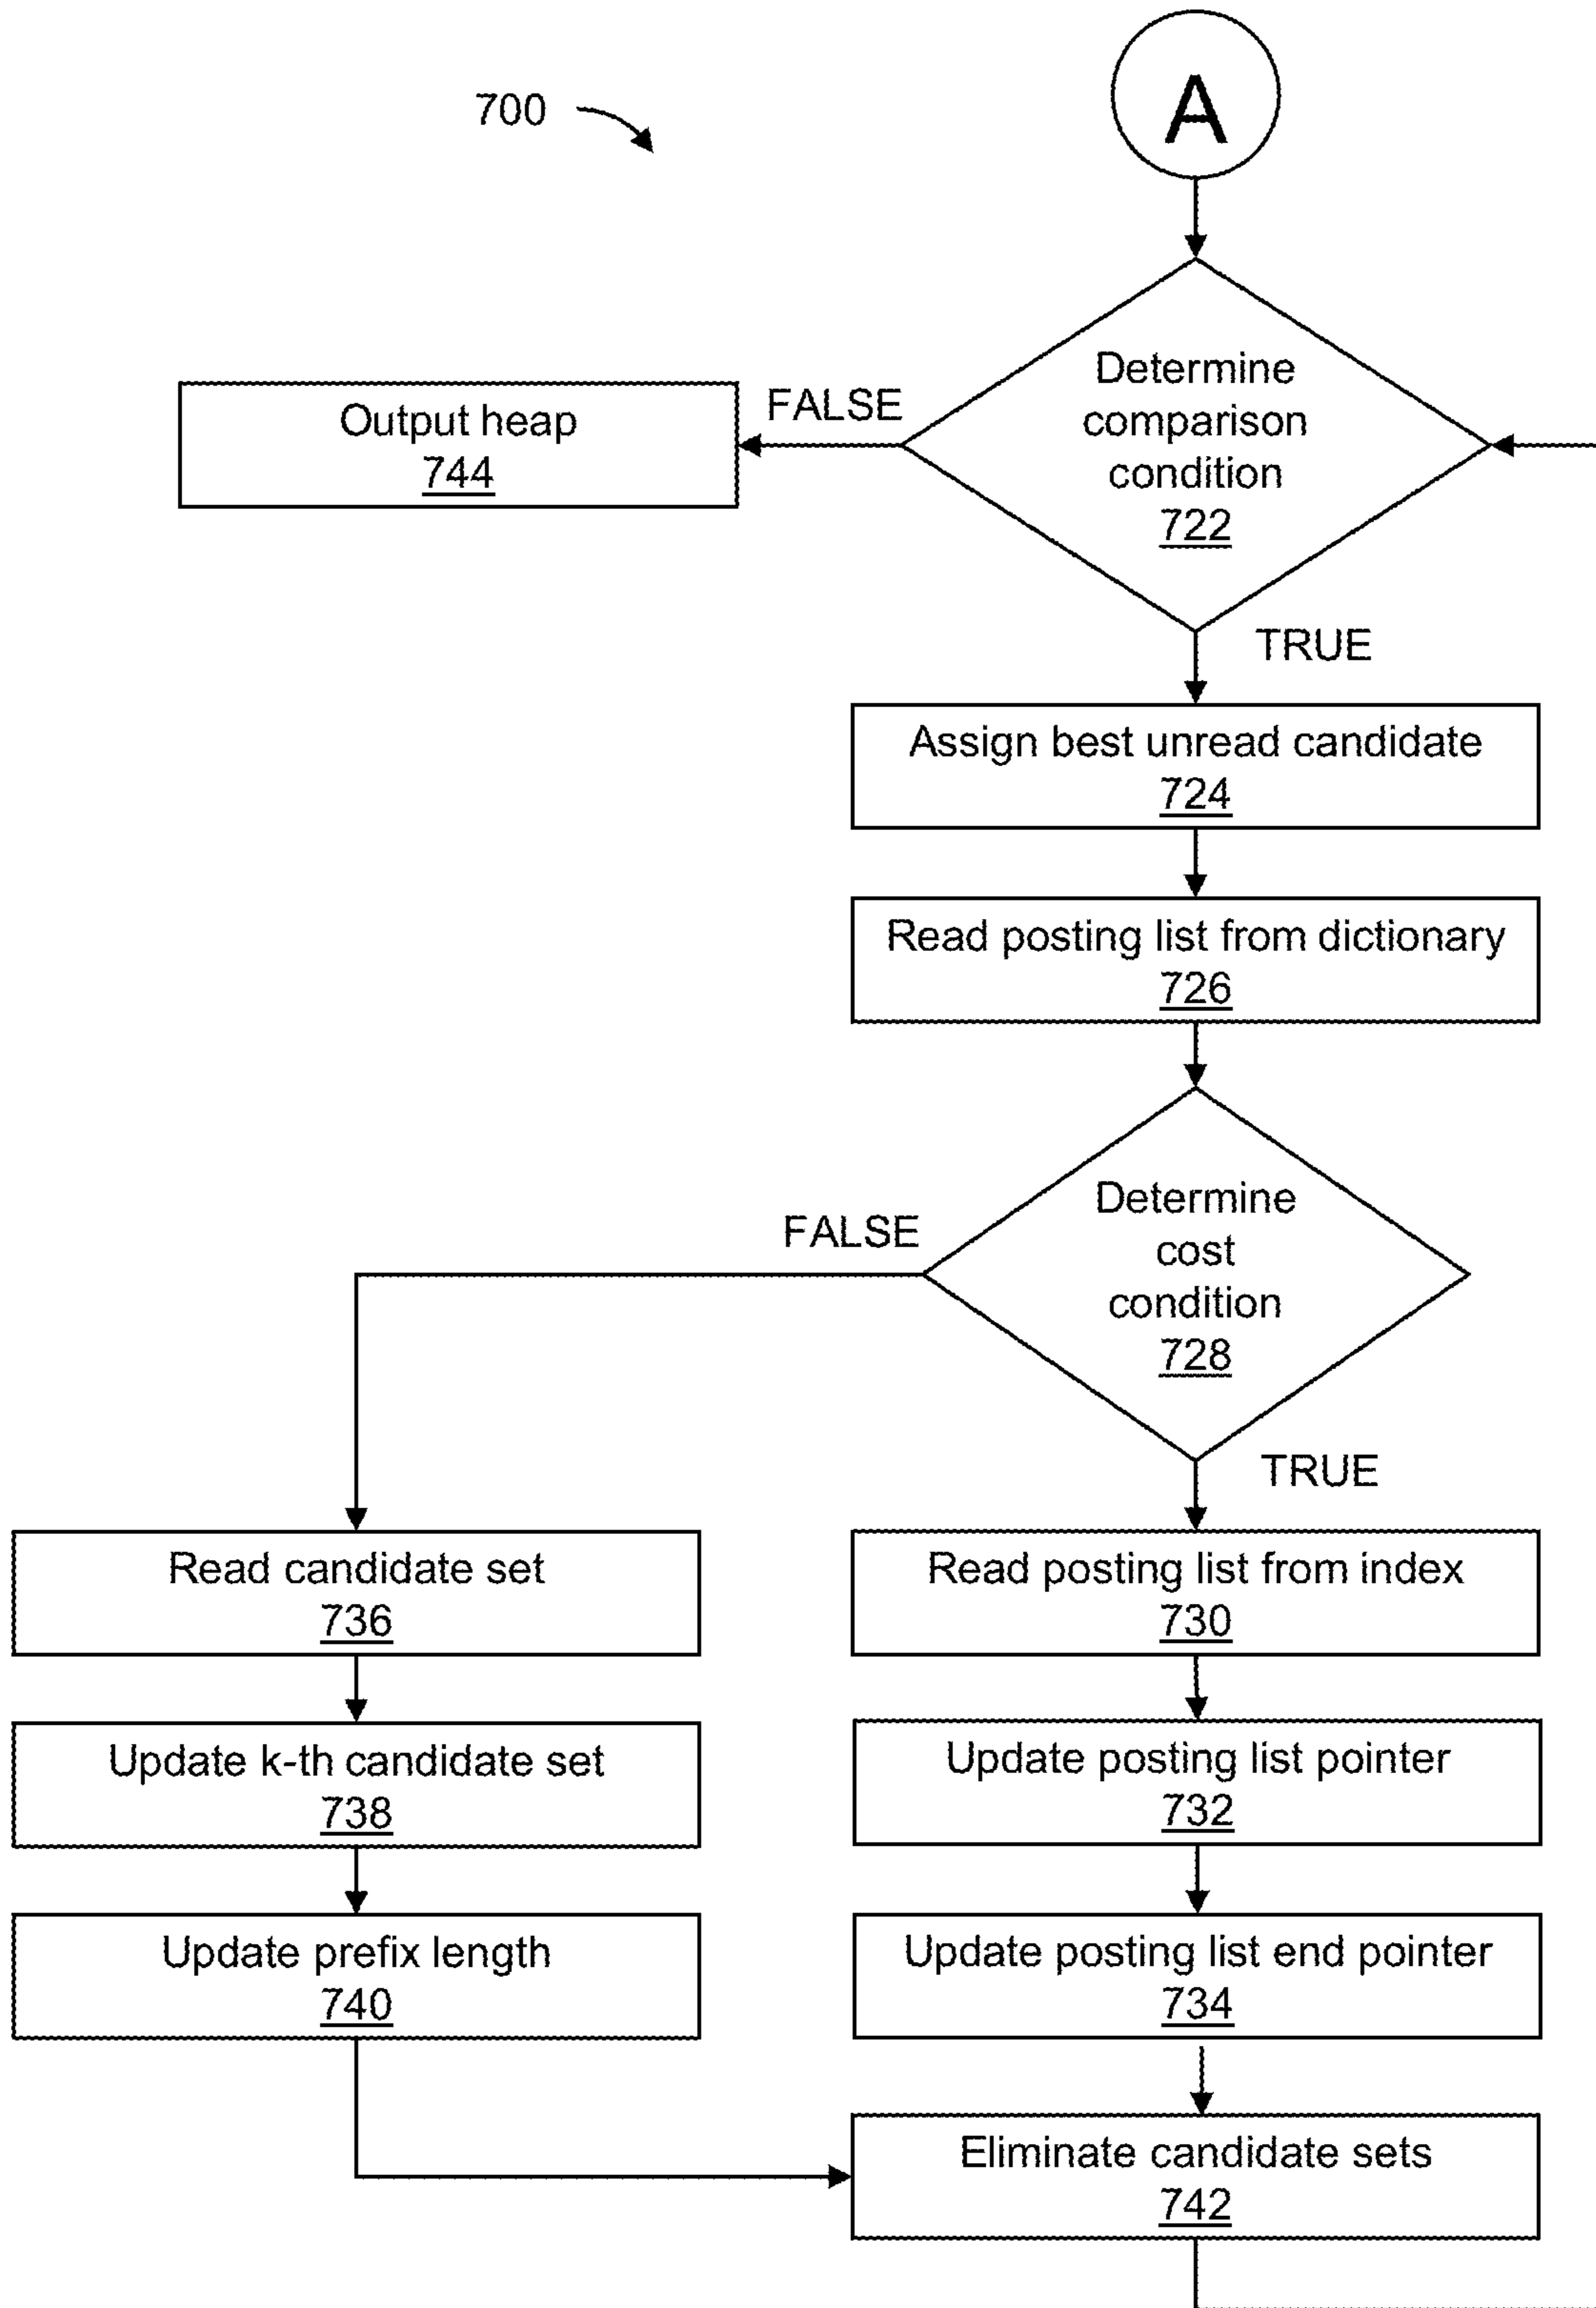 700
A
Determine
comparison
condition
722
FALSE
Output heap
744
TRUE
Assign best unread candidate
724
Read posting list from dictionary
726
Determine
cost
condition
728
FALSE
TRUE
Read candidate set
736
Read posting list from index
730
Update k-th candidate set
738
Update posting list pointer
732
Update prefix length
740
Update posting list end pointer
734
Eliminate candidate sets
742